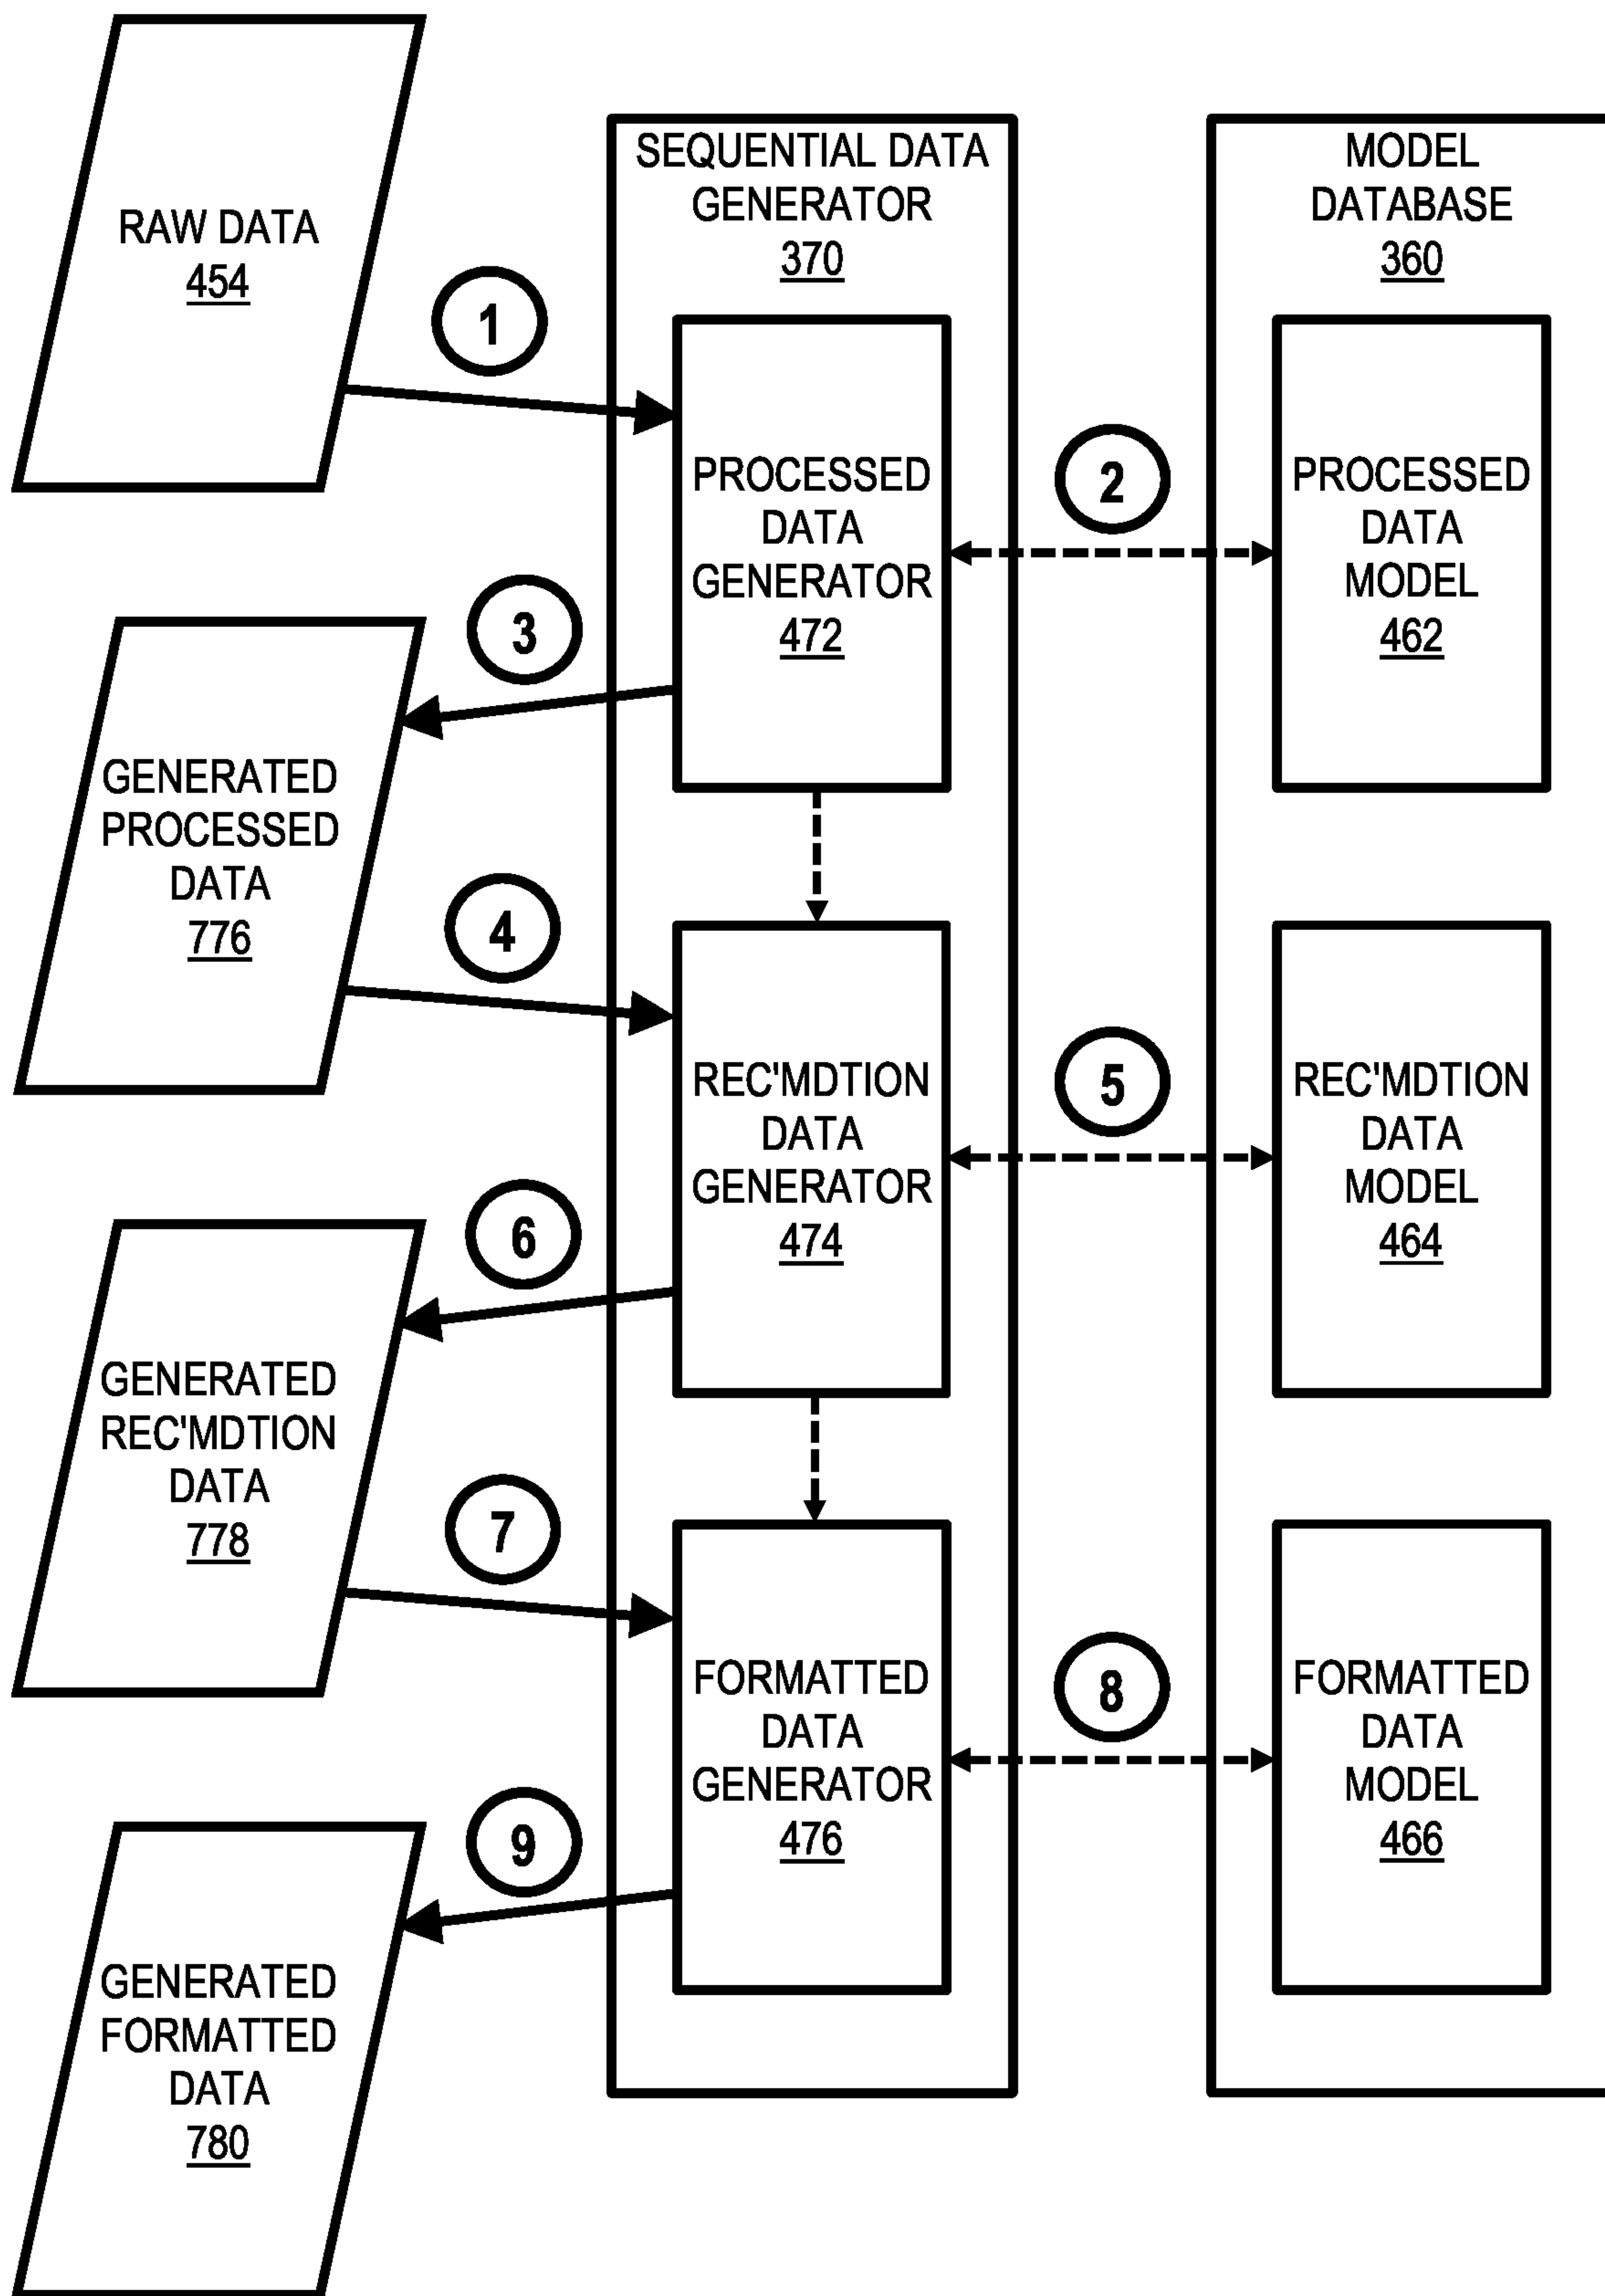 RAW DATA
454
1
SEQUENTIAL DATA
GENERATOR
370
MODEL
DATABASE
360
PROCESSED
DATA
GENERATOR
472
2
PROCESSED
DATA
MODEL
462
3
GENERATED
PROCESSED
DATA
776
4
REC'MDTION
DATA
GENERATOR
474
5
REC'MDTION
DATA
MODEL
464
6
GENERATED
REC'MDTION
DATA
778
7
FORMATTED
DATA
GENERATOR
476
8
FORMATTED
DATA
MODEL
466
9
GENERATED
FORMATTED
DATA
780